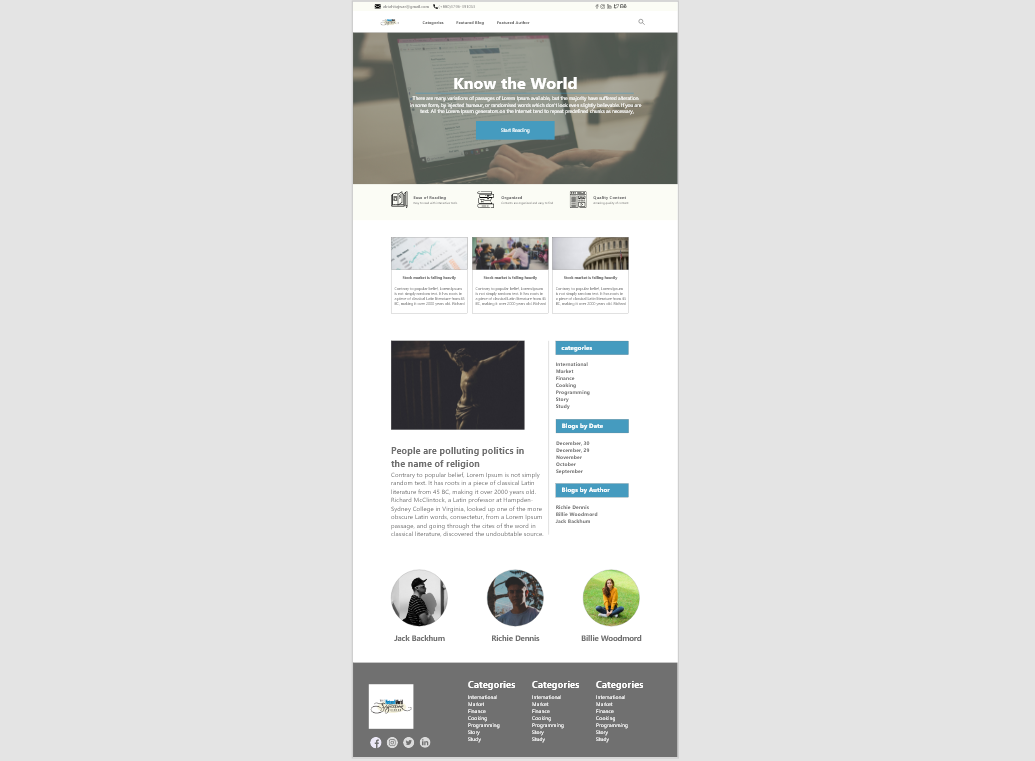 Categories Featured Blog Featured Author
Know the World
There are many variations of passages of Lorem Ipsum available, but the majority have suffered alteration
in some form, by injected humour, or randomised words which don't look even slightly believable. If you are
text. All the Lorem Ipsum generators on the Internet tend to repeat predefined chunks as necessary,
Start Reading
Ease of Reading
Organized
Quality Content
Stock market is falling heavily
Contrary to popular belief, Lorem Ipsum
is not simply random text. It has roots in
a piece of classical Latin literature from 45
BC, making it over 2000 years old. Richard
Stock market is falling heavily
Contrary to popular belief, Lorem Ipsum
is not simply random text. It has roots in
a piece of classical Latin literature from 45
BC, making it over 2000 years old. Richard
Stock market is falling heavily
Contrary to popular belief, Lorem Ipsum
is not simply random text. It has roots in
a piece of classical Latin literature from 45
BC, making it over 2000 years old. Richard
People are polluting politics in
the name of religion
Contrary to popular belief, Lorem Ipsum is not simply
random text. It has roots in a piece of classical Latin
literature from 45 BC, making it over 2000 years old.
Richard McClintock, a Latin professor at Hampden-
Sydney College in Virginia, looked up one of the more
obscure Latin words, consectetur, from a Lorem Ipsum
passage, and going through the cites of the word in
classical literature, discovered the undoubtable source.
categories
International
Market
Finance
Cooking
Programming
Story
Study
Blogs by Date
December, 30
December, 29
November
October
September
Blogs by Author
Richie Dennis
Billie Woodmord
Jack Backhum
Jack Backhum
Richie Dennis
Billie Woodmord
Categories
International
Market
Finance
Cooking
Programming
Story
Study
Categories
International
Market
Finance
Cooking
Programming
Story
Study
Categories
International
Market
Finance
Cooking
Programming
Story
Study